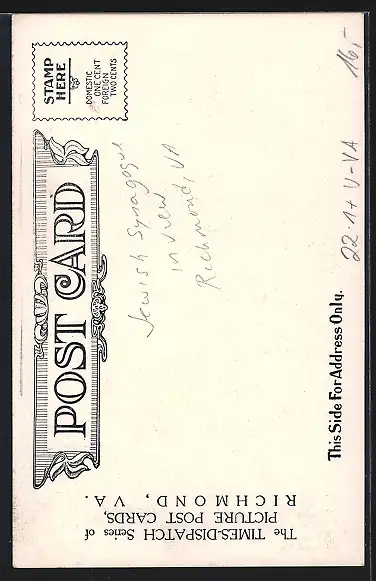 STAMP
HERE
DOMESTIC
ONE CENT
FOREIGN
TWO CENTS
POST CARD
Jewish Synagogue
in view
Richmond, VA
16,-
22.1+ V-VA
This Side For Address Only.
The TIMES-DISPATCH Series of
PICTURE POST CARDS,
RICHMOND, VA.